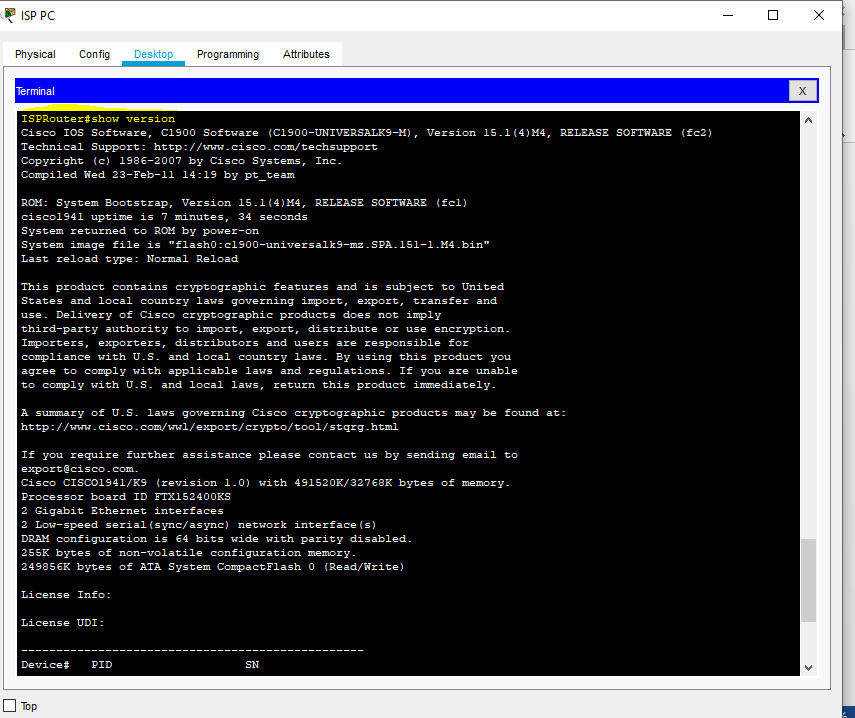 ISP PC
Physical Config Desktop Programming Attributes
Terminal X
ISPRouter#show version
Cisco IOS Software, C1900 Software (C1900-UNIVERSALK9-M), Version 15.1(4)M4, RELEASE SOFTWARE (fc2)
Technical Support: http://www.cisco.com/techsupport
Copyright (c) 1986-2007 by Cisco Systems, Inc.
Compiled Wed 23-Feb-11 14:19 by pt_team
ROM: System Bootstrap, Version 15.1(4)M4, RELEASE SOFTWARE (fc1)
cisco1941 uptime is 7 minutes, 34 seconds
System returned to ROM by power-on
System image file is "flash0:c1900-universalk9-mz.SPA.151-1.M4.bin"
Last reload type: Normal Reload
This product contains cryptographic features and is subject to United
States and local country laws governing import, export, transfer and
use. Delivery of Cisco cryptographic products does not imply
third-party authority to import, export, distribute or use encryption.
Importers, exporters, distributors and users are responsible for
compliance with U.S. and local country laws. By using this product you
agree to comply with applicable laws and regulations. If you are unable
to comply with U.S. and local laws, return this product immediately.
A summary of U.S. laws governing Cisco cryptographic products may be found at:
http://www.cisco.com/wwl/export/crypto/tool/stqrg.html
If you require further assistance please contact us by sending email to
export@cisco.com.
Cisco CISCO1941/K9 (revision 1.0) with 491520K/32768K bytes of memory.
Processor board ID FTX152400KS
2 Gigabit Ethernet interfaces
2 Low-speed serial(sync/async) network interface(s)
DRAM configuration is 64 bits wide with parity disabled.
255K bytes of non-volatile configuration memory.
249856K bytes of ATA System CompactFlash 0 (Read/Write)
License Info:
License UDI:
-------------------------------------------------
Device# PID SN
Top